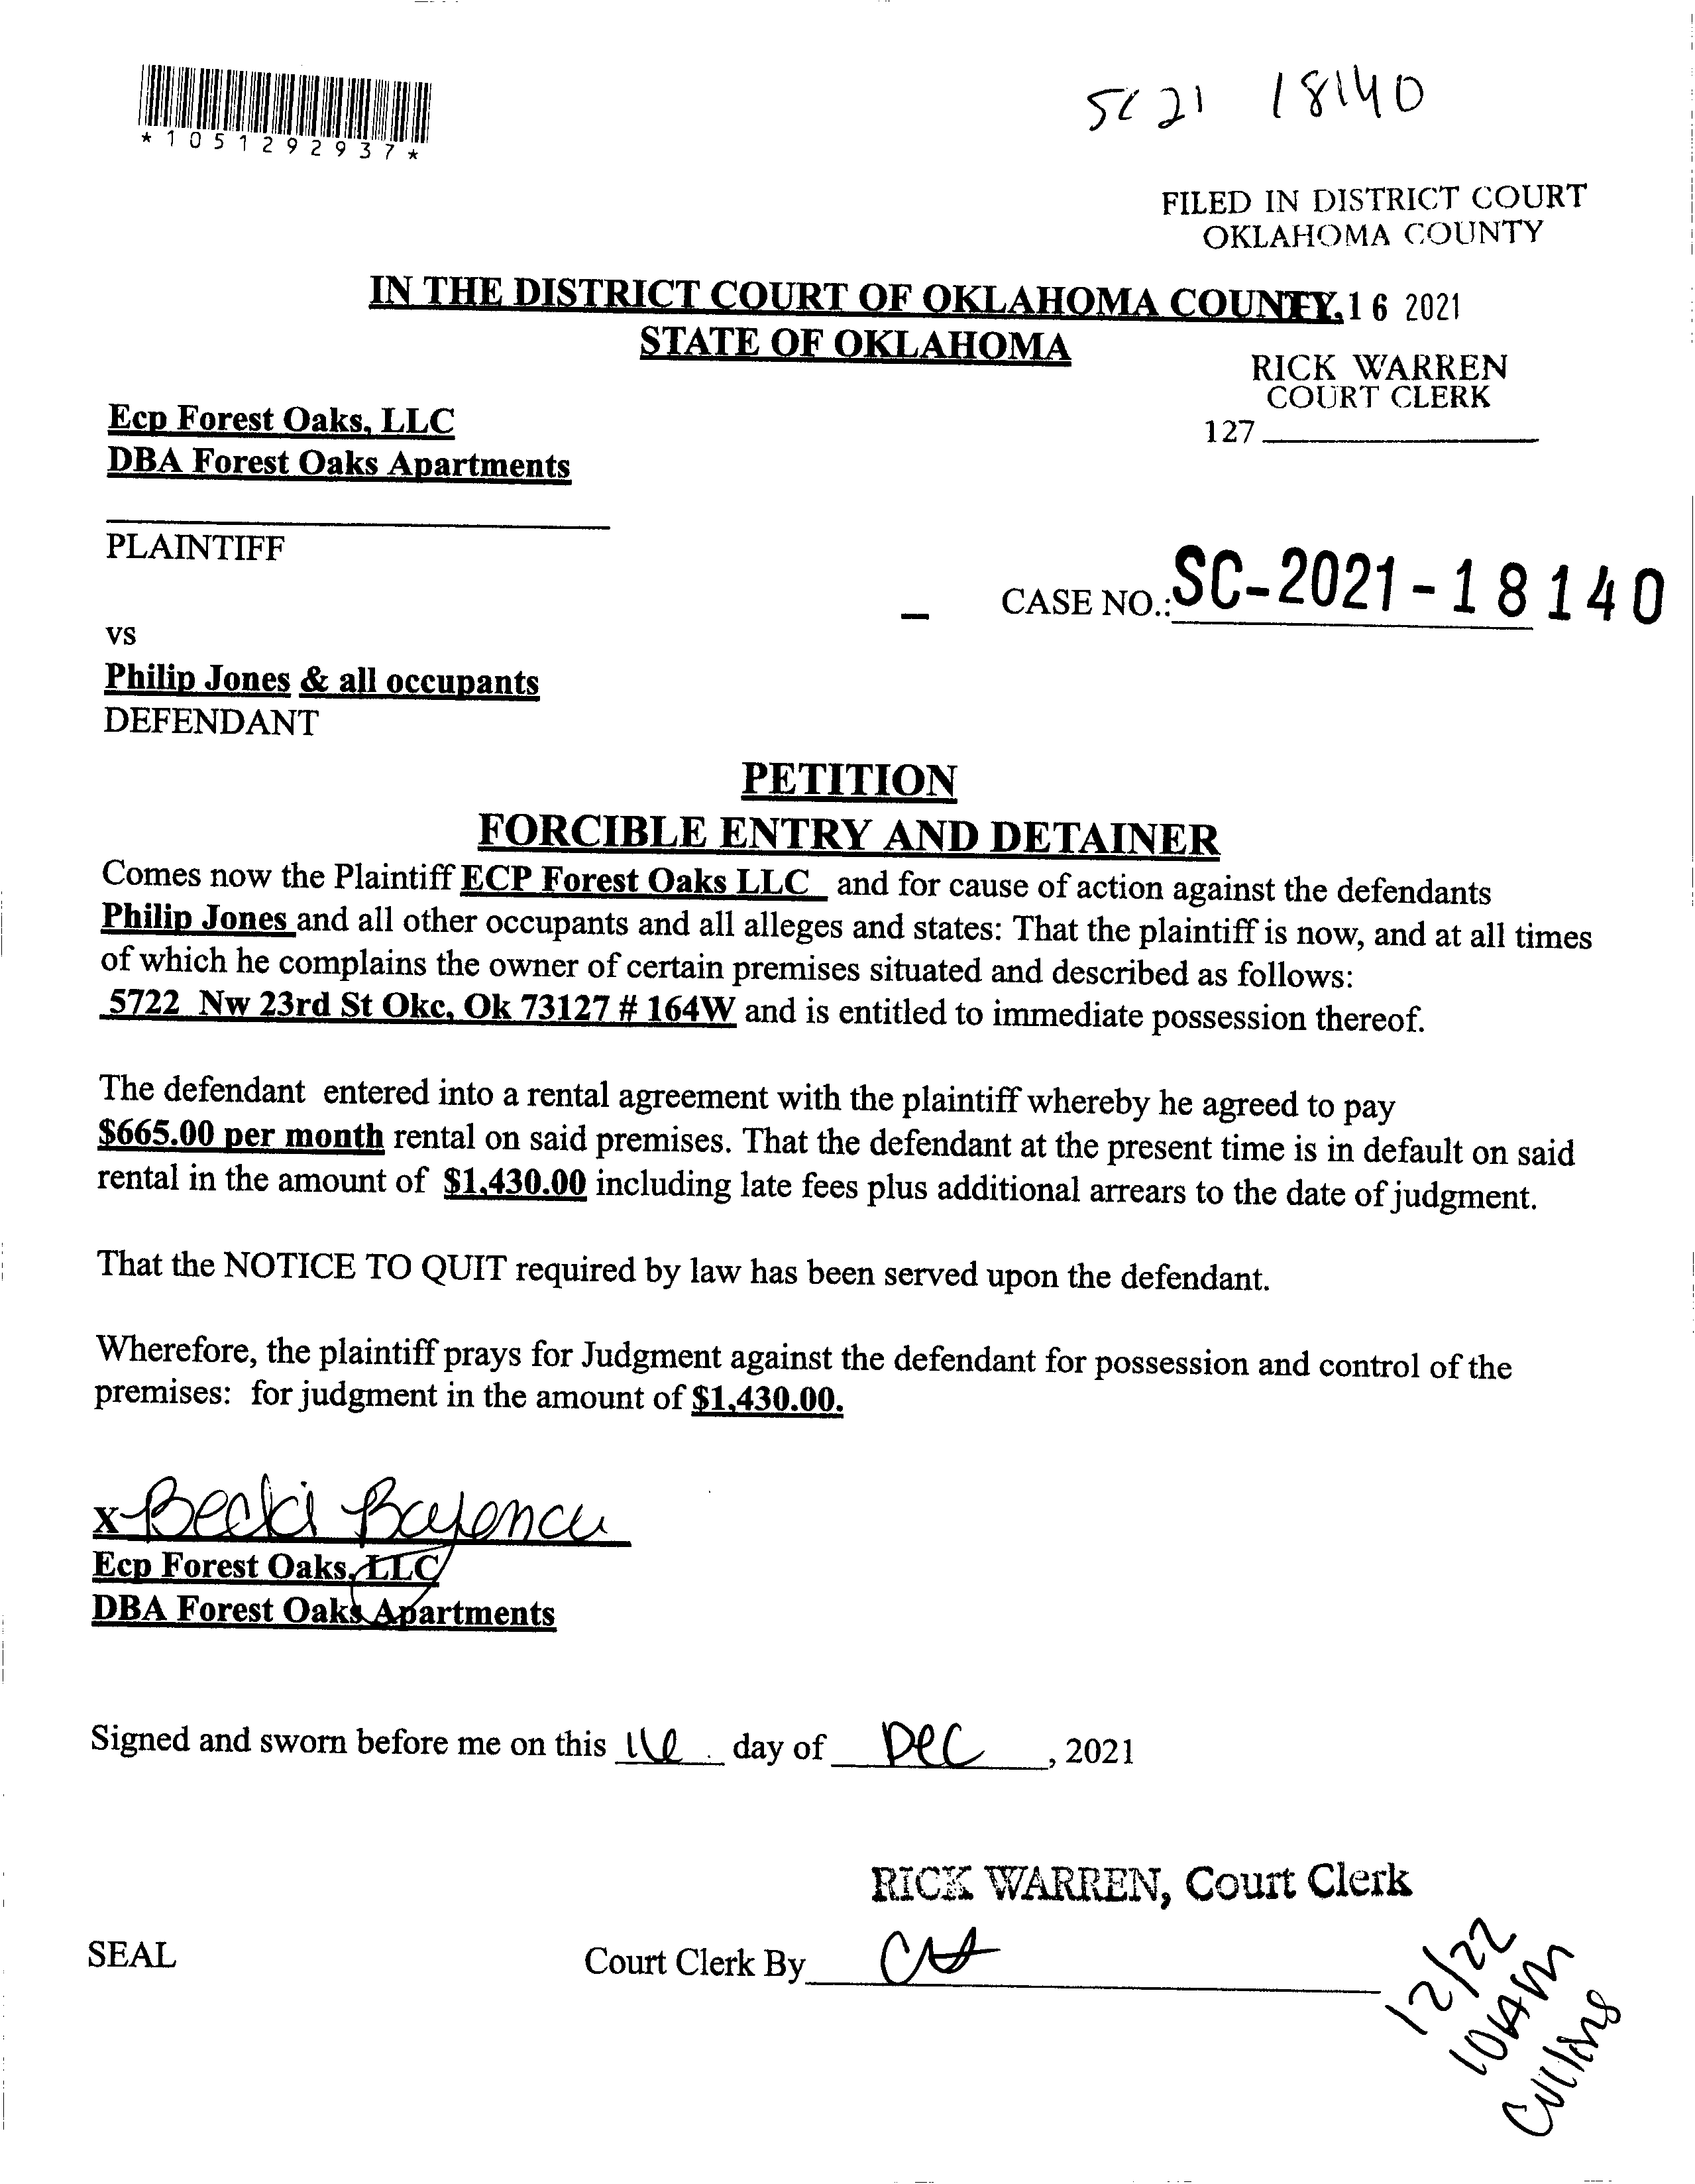 *1051292937*
SC 21 18140
FILED IN DISTRICT COURT
OKLAHOMA COUNTY
IN THE DISTRICT COURT OF OKLAHOMA COUNTY, 16 2021
STATE OF OKLAHOMA
RICK WARREN
COURT CLERK
127
Ecp Forest Oaks, LLC
DBA Forest Oaks Apartments
PLAINTIFF
CASE NO.: SC-2021-18140
vs
Philip Jones & all occupants
DEFENDANT
PETITION
FORCIBLE ENTRY AND DETAINER
Comes now the Plaintiff ECP Forest Oaks LLC and for cause of action against the defendants
Philip Jones and all other occupants and all alleges and states: That the plaintiff is now, and at all times
of which he complains the owner of certain premises situated and described as follows:
5722 Nw 23rd St Okc, Ok 73127 # 164W and is entitled to immediate possession thereof.
The defendant entered into a rental agreement with the plaintiff whereby he agreed to pay
$665.00 per month rental on said premises. That the defendant at the present time is in default on said
rental in the amount of $1,430.00 including late fees plus additional arrears to the date of judgment.
That the NOTICE TO QUIT required by law has been served upon the defendant.
Wherefore, the plaintiff prays for Judgment against the defendant for possession and control of the
premises: for judgment in the amount of $1,430.00.
x Becki
Ecp Forest Oaks, LLC
DBA Forest Oaks Apartments
Signed and sworn before me on this 16 day of Dec, 2021
RICK WARREN, Court Clerk
SEAL
Court Clerk By
12/22
10AM
Collins